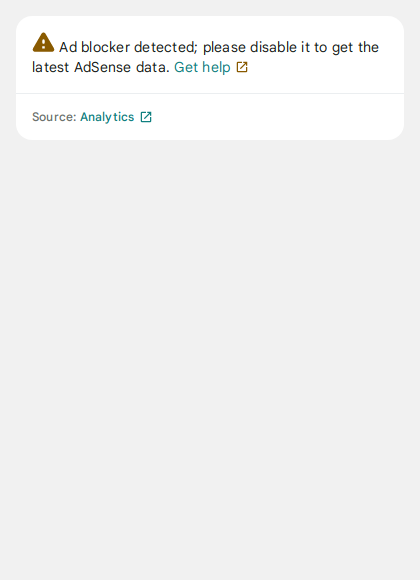 Ad blocker detected; please disable it to get the
latest AdSense data. Get help
Source: Analytics